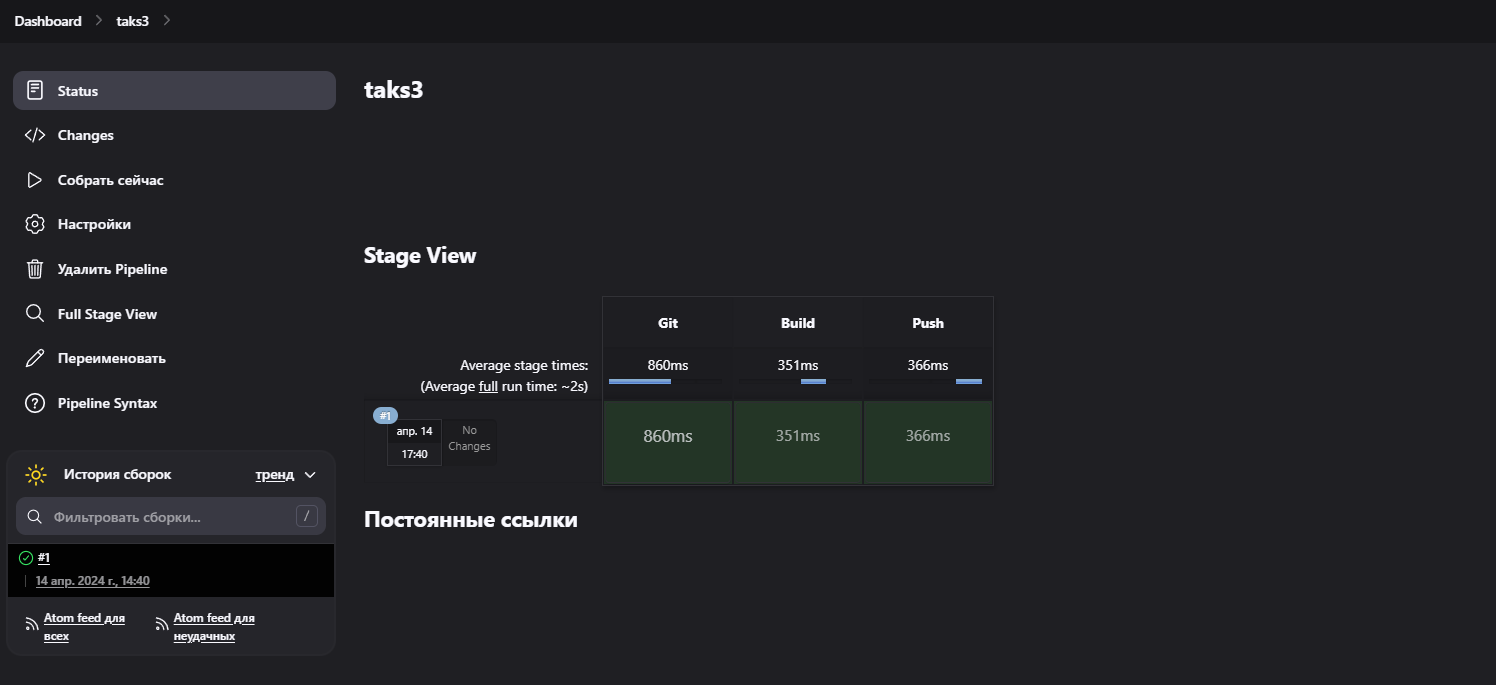 Dashboard
taks3
Status
Changes
Собрать сейчас
Настройки
Удалить Pipeline
Full Stage View
Переименовать
Pipeline Syntax
История сборок
тренд
Фильтровать сборки...
/
#1
14 апр. 2024 г., 14:40
Atom feed для
всех
Atom feed для
неудачных
taks3
Stage View
Git Build Push
Average stage times: 860ms 351ms 366ms
(Average full run time: ~2s)
#1
апр. 14
17:40
No
Changes
860ms 351ms 366ms
Постоянные ссылки